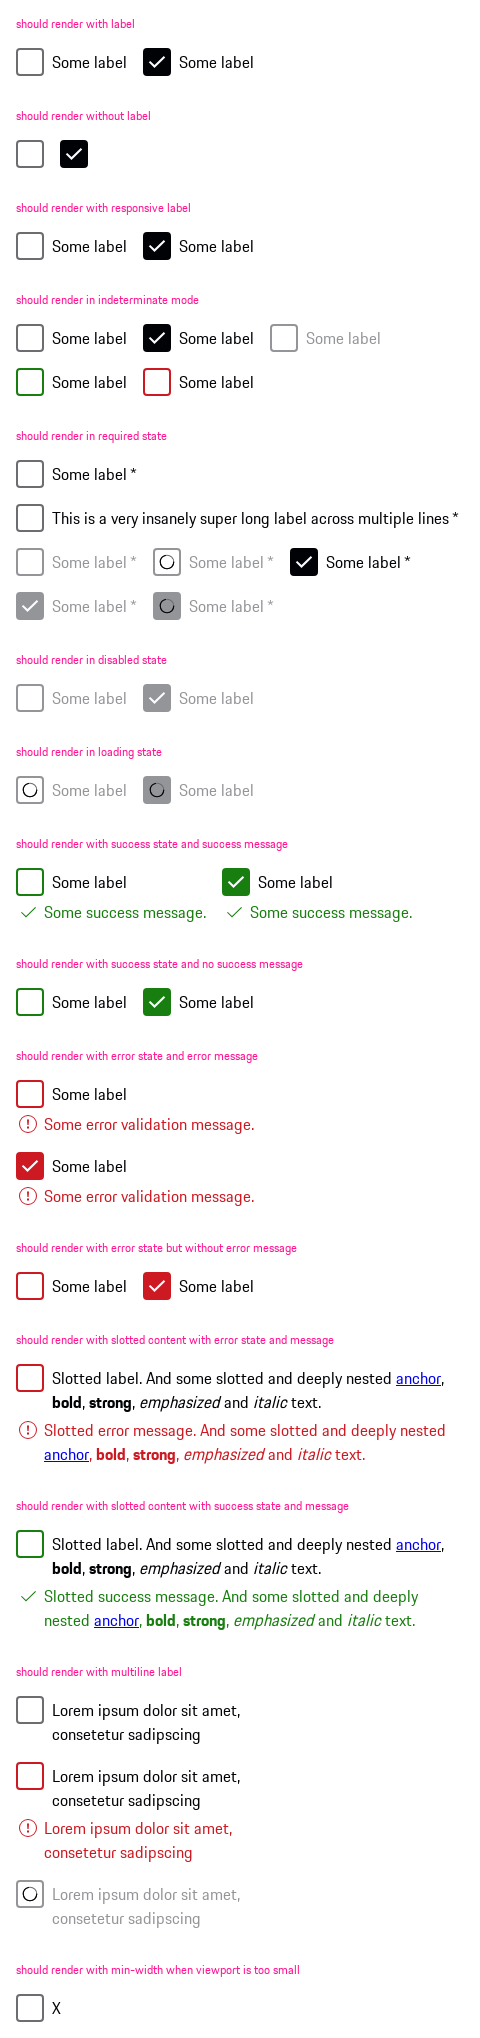 should render with label
Some label Some label
should render without label
should render with responsive label
Some label Some label
should render in indeterminate mode
Some label Some label Some label
Some label Some label
should render in required state
Some label *
This is a very insanely super long label across multiple lines *
Some label * Some label * Some label *
Some label * Some label *
should render in disabled state
Some label Some label
should render in loading state
Some label Some label
should render with success state and success message
Some label Some label
Some success message. Some success message.
should render with success state and no success message
Some label Some label
should render with error state and error message
Some label
Some error validation message.
Some label
Some error validation message.
should render with error state but without error message
Some label Some label
should render with slotted content with error state and message
Slotted label. And some slotted and deeply nested anchor,
bold, strong, emphasized and italic text.
Slotted error message. And some slotted and deeply nested
anchor, bold, strong, emphasized and italic text.
should render with slotted content with success state and message
Slotted label. And some slotted and deeply nested anchor,
bold, strong, emphasized and italic text.
Slotted success message. And some slotted and deeply
nested anchor, bold, strong, emphasized and italic text.
should render with multiline label
Lorem ipsum dolor sit amet,
consetetur sadipscing
Lorem ipsum dolor sit amet,
consetetur sadipscing
Lorem ipsum dolor sit amet,
consetetur sadipscing
Lorem ipsum dolor sit amet,
consetetur sadipscing
should render with min-width when viewport is too small
X